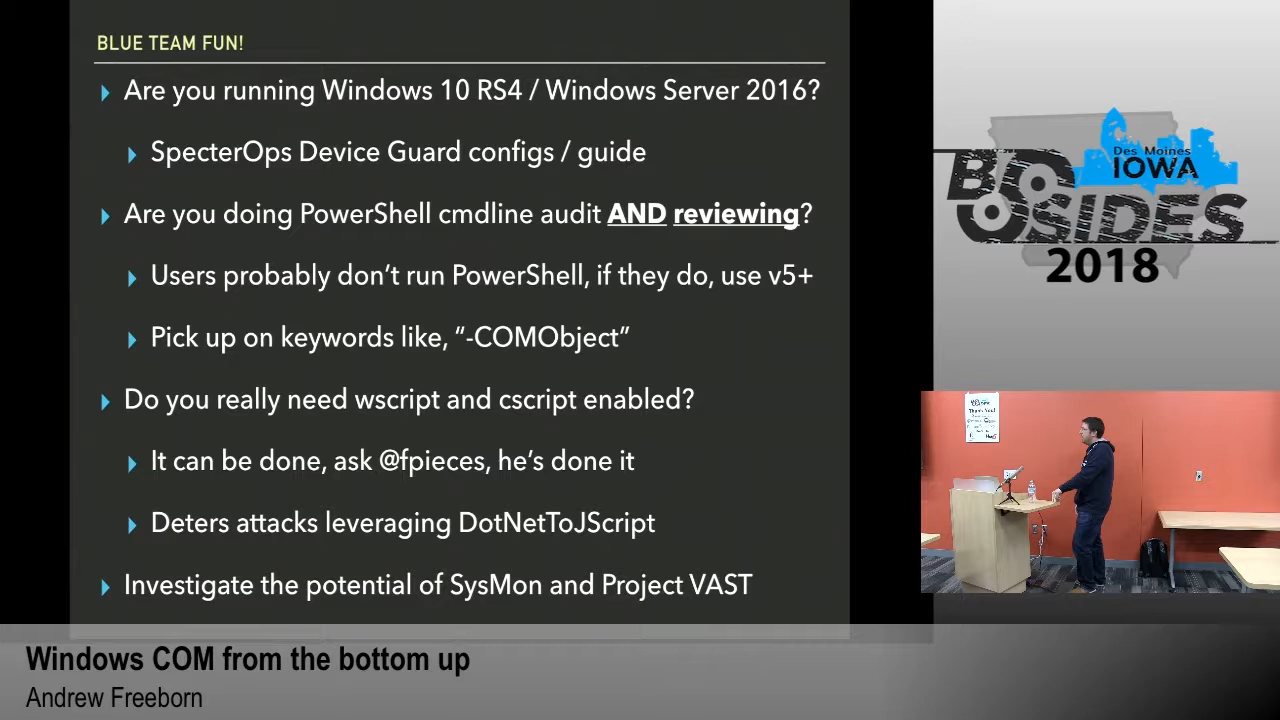 BLUE TEAM FUN!
Are you running Windows 10 RS4 / Windows Server 2016?
SpecterOps Device Guard configs / guide
Are you doing PowerShell cmdline audit AND reviewing?
Users probably don’t run PowerShell, if they do, use v5+
Pick up on keywords like, “-COMObject”
Do you really need wscript and cscript enabled?
It can be done, ask @fpieces, he’s done it
Deters attacks leveraging DotNetToJScript
Investigate the potential of SysMon and Project VAST
Des Moines
IOWA
BSIDES
2018
Thank You!
Windows COM from the bottom up
Andrew Freeborn